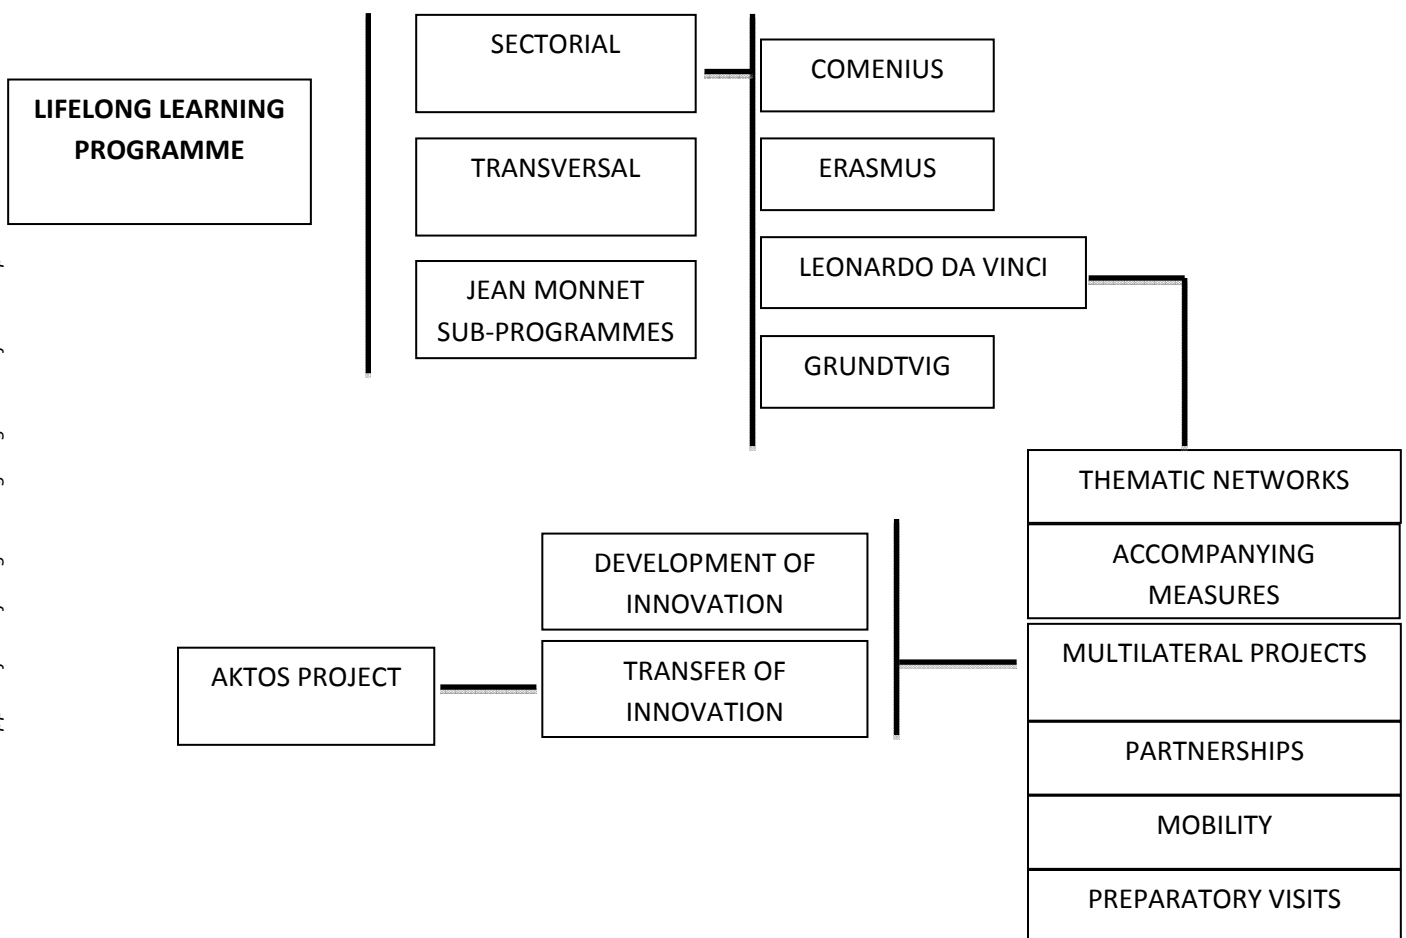 LIFELONG LEARNING
PROGRAMME
SECTORIAL
TRANSVERSAL
JEAN MONNET
SUB-PROGRAMMES
COMENIUS
ERASMUS
LEONARDO DA VINCI
GRUNDTVIG
THEMATIC NETWORKS
ACCOMPANYING
MEASURES
MULTILATERAL PROJECTS
PARTNERSHIPS
MOBILITY
PREPARATORY VISITS
DEVELOPMENT OF
INNOVATION
TRANSFER OF
INNOVATION
AKTOS PROJECT